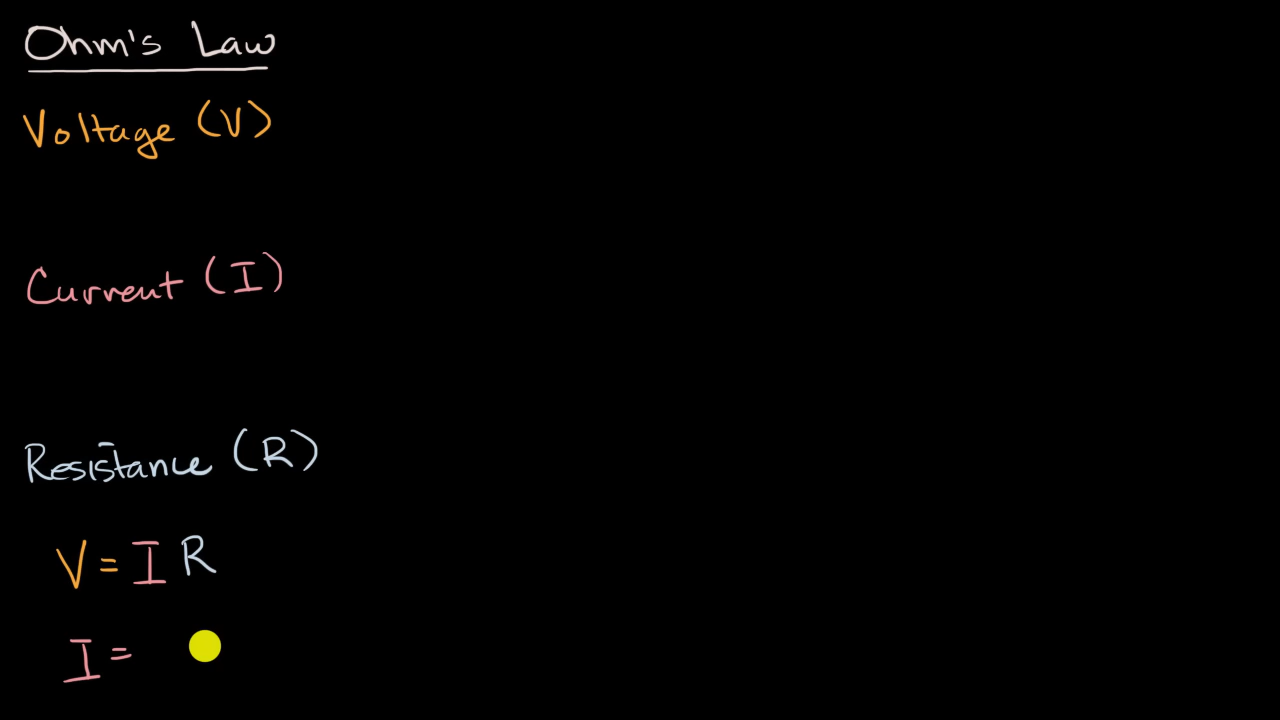 Ohm's Law
Voltage (V)
Current (I)
Resistance (R)
V = I R
I =